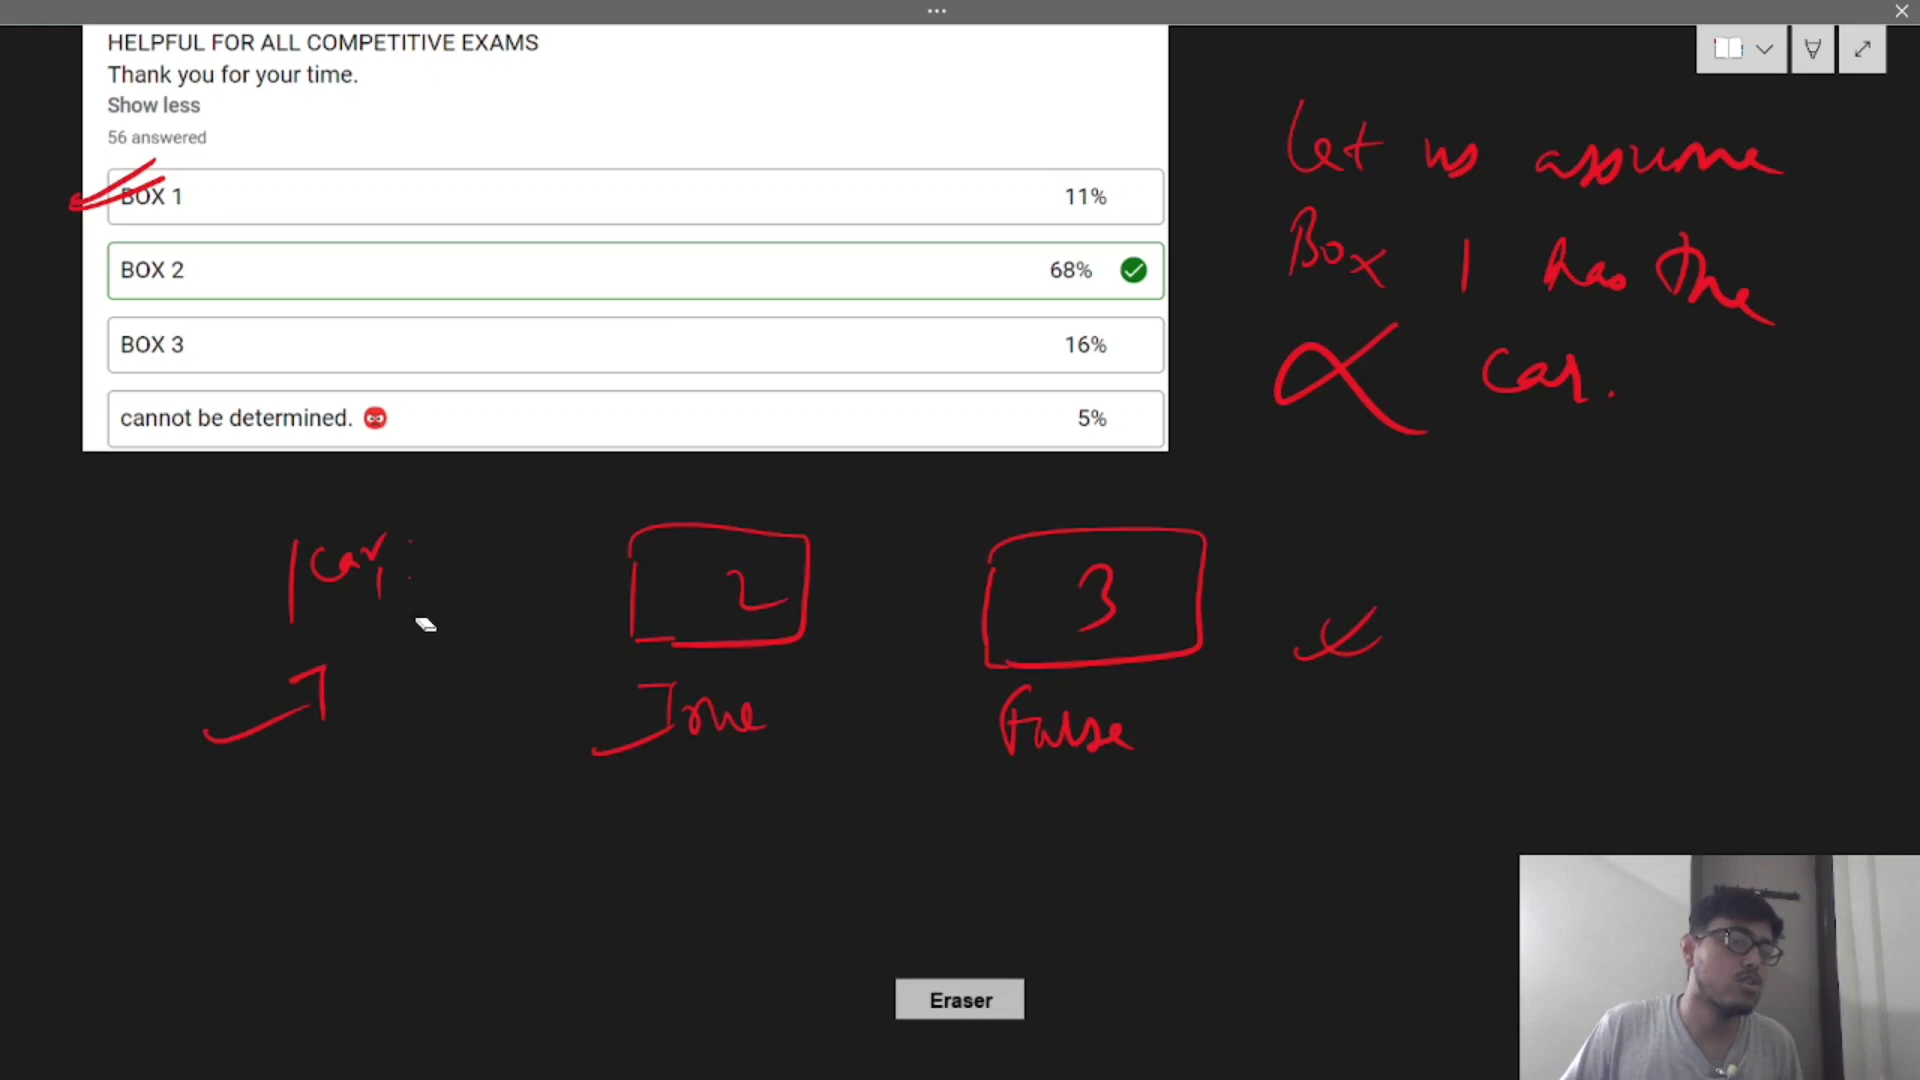 HELPFUL FOR ALL COMPETITIVE EXAMS
Thank you for your time.
Show less
56 answered
BOX 1 11%
BOX 2 68%
BOX 3 16%
cannot be determined. 5%
Let us assume
Box 1 has the
car.
1 Car :
2
3
T
True
False
Eraser